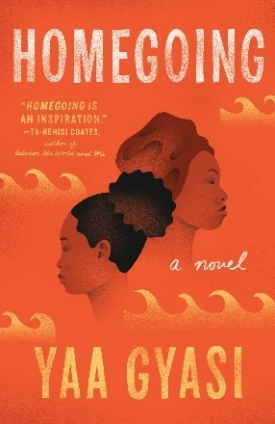 HOMEGOING
"HOMEGOING IS
AN INSPIRATION."
—TA-NEHISI COATES,
author of
Between the World and Me
a novel
YAA GYASI